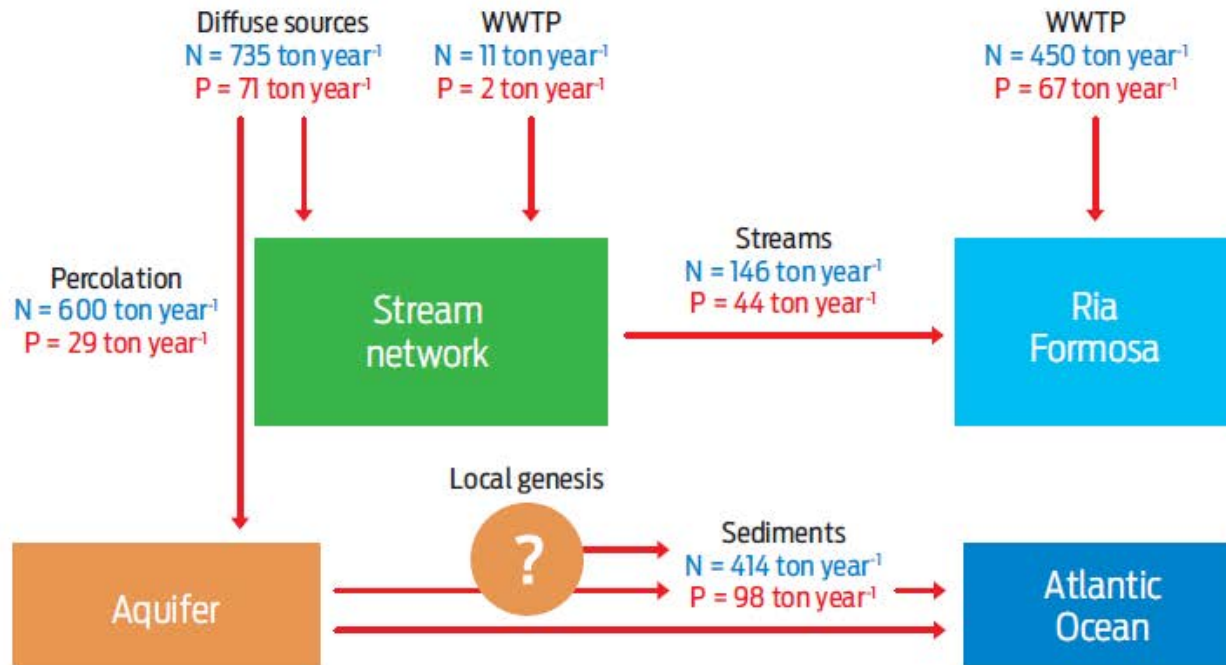 Diffuse sources
N = 735 ton year⁻¹
P = 71 ton year⁻¹
WWTP
N = 11 ton year⁻¹
P = 2 ton year⁻¹
WWTP
N = 450 ton year⁻¹
P = 67 ton year⁻¹
Percolation
N = 600 ton year⁻¹
P = 29 ton year⁻¹
Stream
network
Streams
N = 146 ton year⁻¹
P = 44 ton year⁻¹
Ria
Formosa
Local genesis
?
Sediments
N = 414 ton year⁻¹
P = 98 ton year⁻¹
Aquifer
Atlantic
Ocean